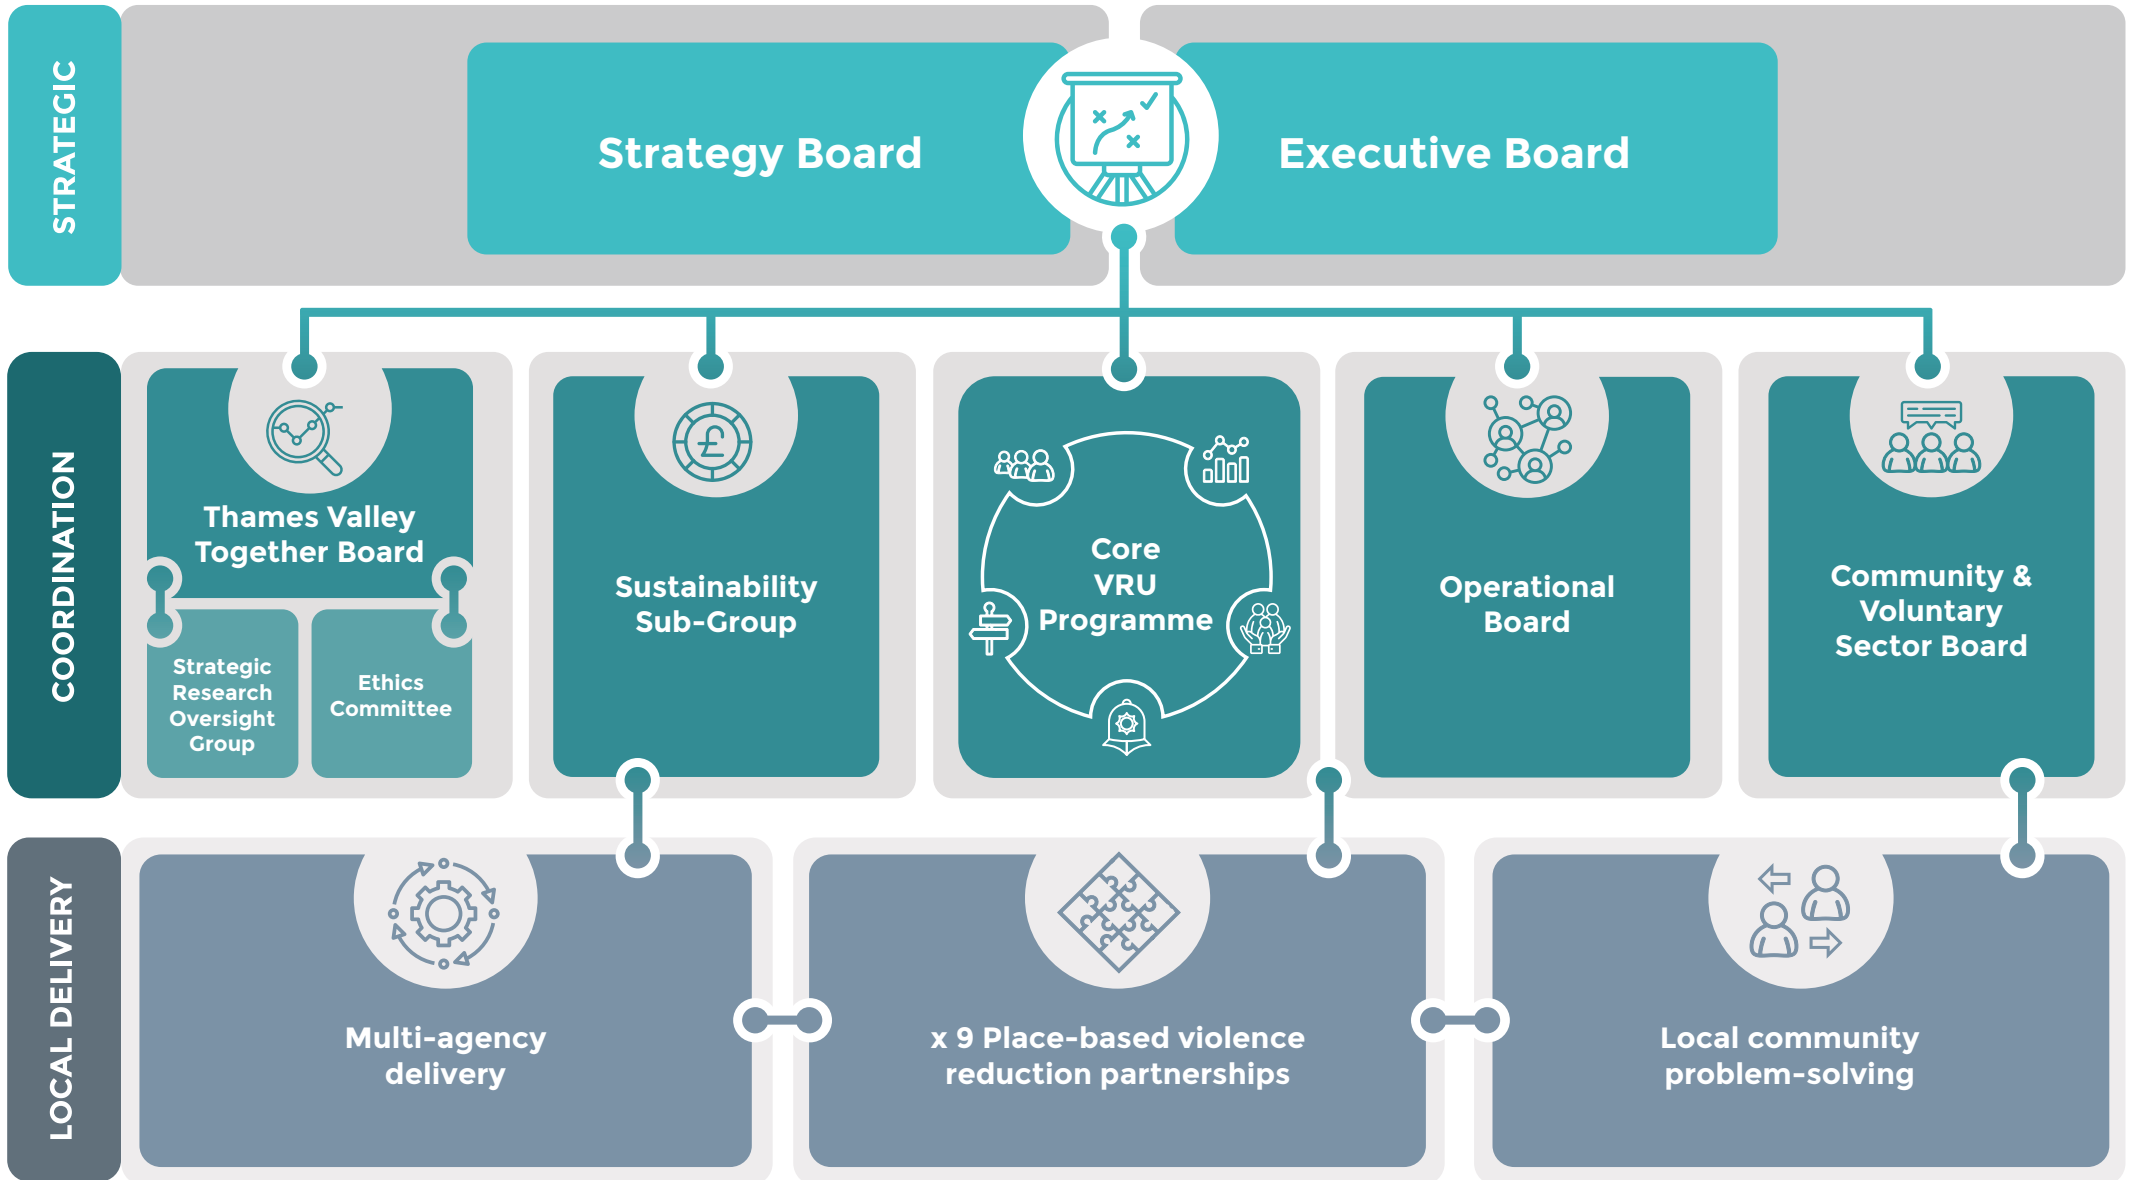 STRATEGIC
Strategy Board
Executive Board
COORDINATION
Thames Valley
Together Board
Strategic
Research
Oversight
Group
Ethics
Committee
£
Sustainability
Sub-Group
Core
VRU
Programme
Operational
Board
Community &
Voluntary
Sector Board
LOCAL DELIVERY
Multi-agency
delivery
x 9 Place-based violence
reduction partnerships
Local community
problem-solving